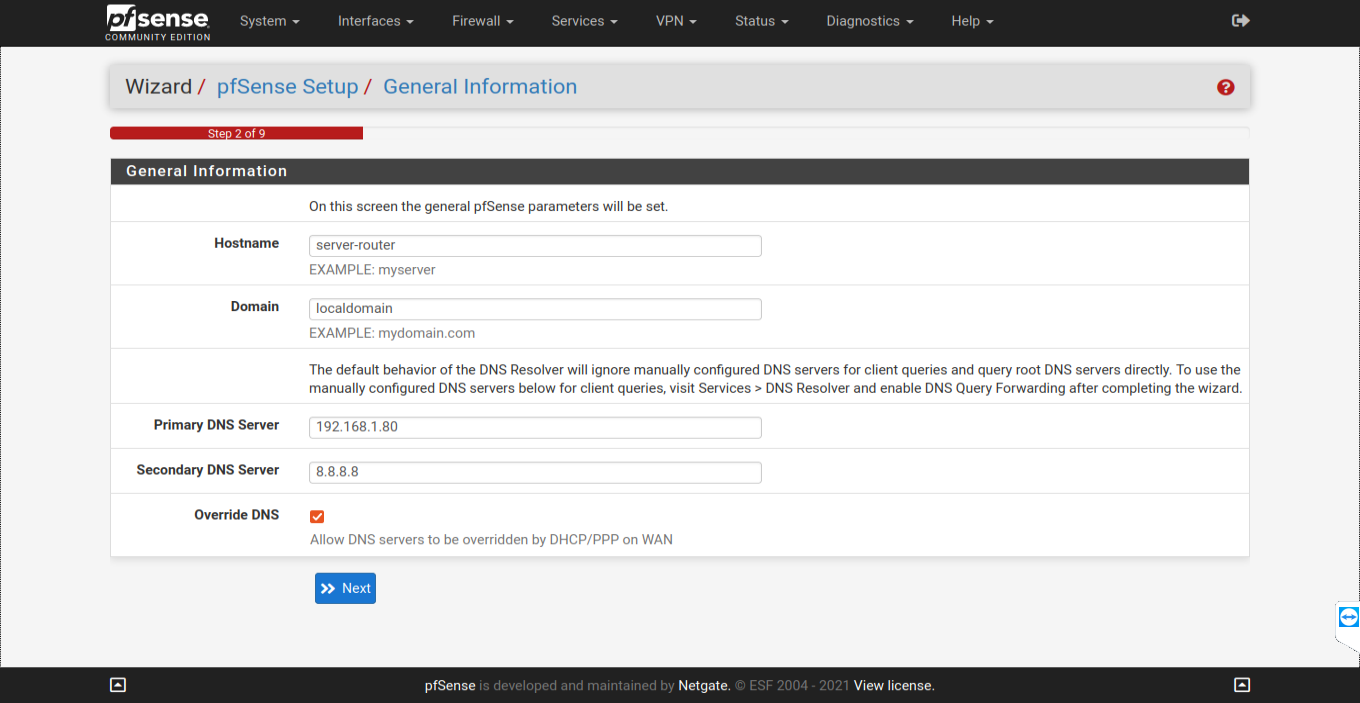 pfsense
COMMUNITY EDITION
System Interfaces Firewall Services VPN Status Diagnostics Help
Wizard / pfSense Setup / General Information
Step 2 of 9
General Information
On this screen the general pfSense parameters will be set.
Hostname server-router
EXAMPLE: myserver
Domain localdomain
EXAMPLE: mydomain.com
The default behavior of the DNS Resolver will ignore manually configured DNS servers for client queries and query root DNS servers directly. To use the
manually configured DNS servers below for client queries, visit Services > DNS Resolver and enable DNS Query Forwarding after completing the wizard.
Primary DNS Server 192.168.1.80
Secondary DNS Server 8.8.8.8
Override DNS
Allow DNS servers to be overridden by DHCP/PPP on WAN
Next
pfSense is developed and maintained by Netgate. © ESF 2004 - 2021 View license.